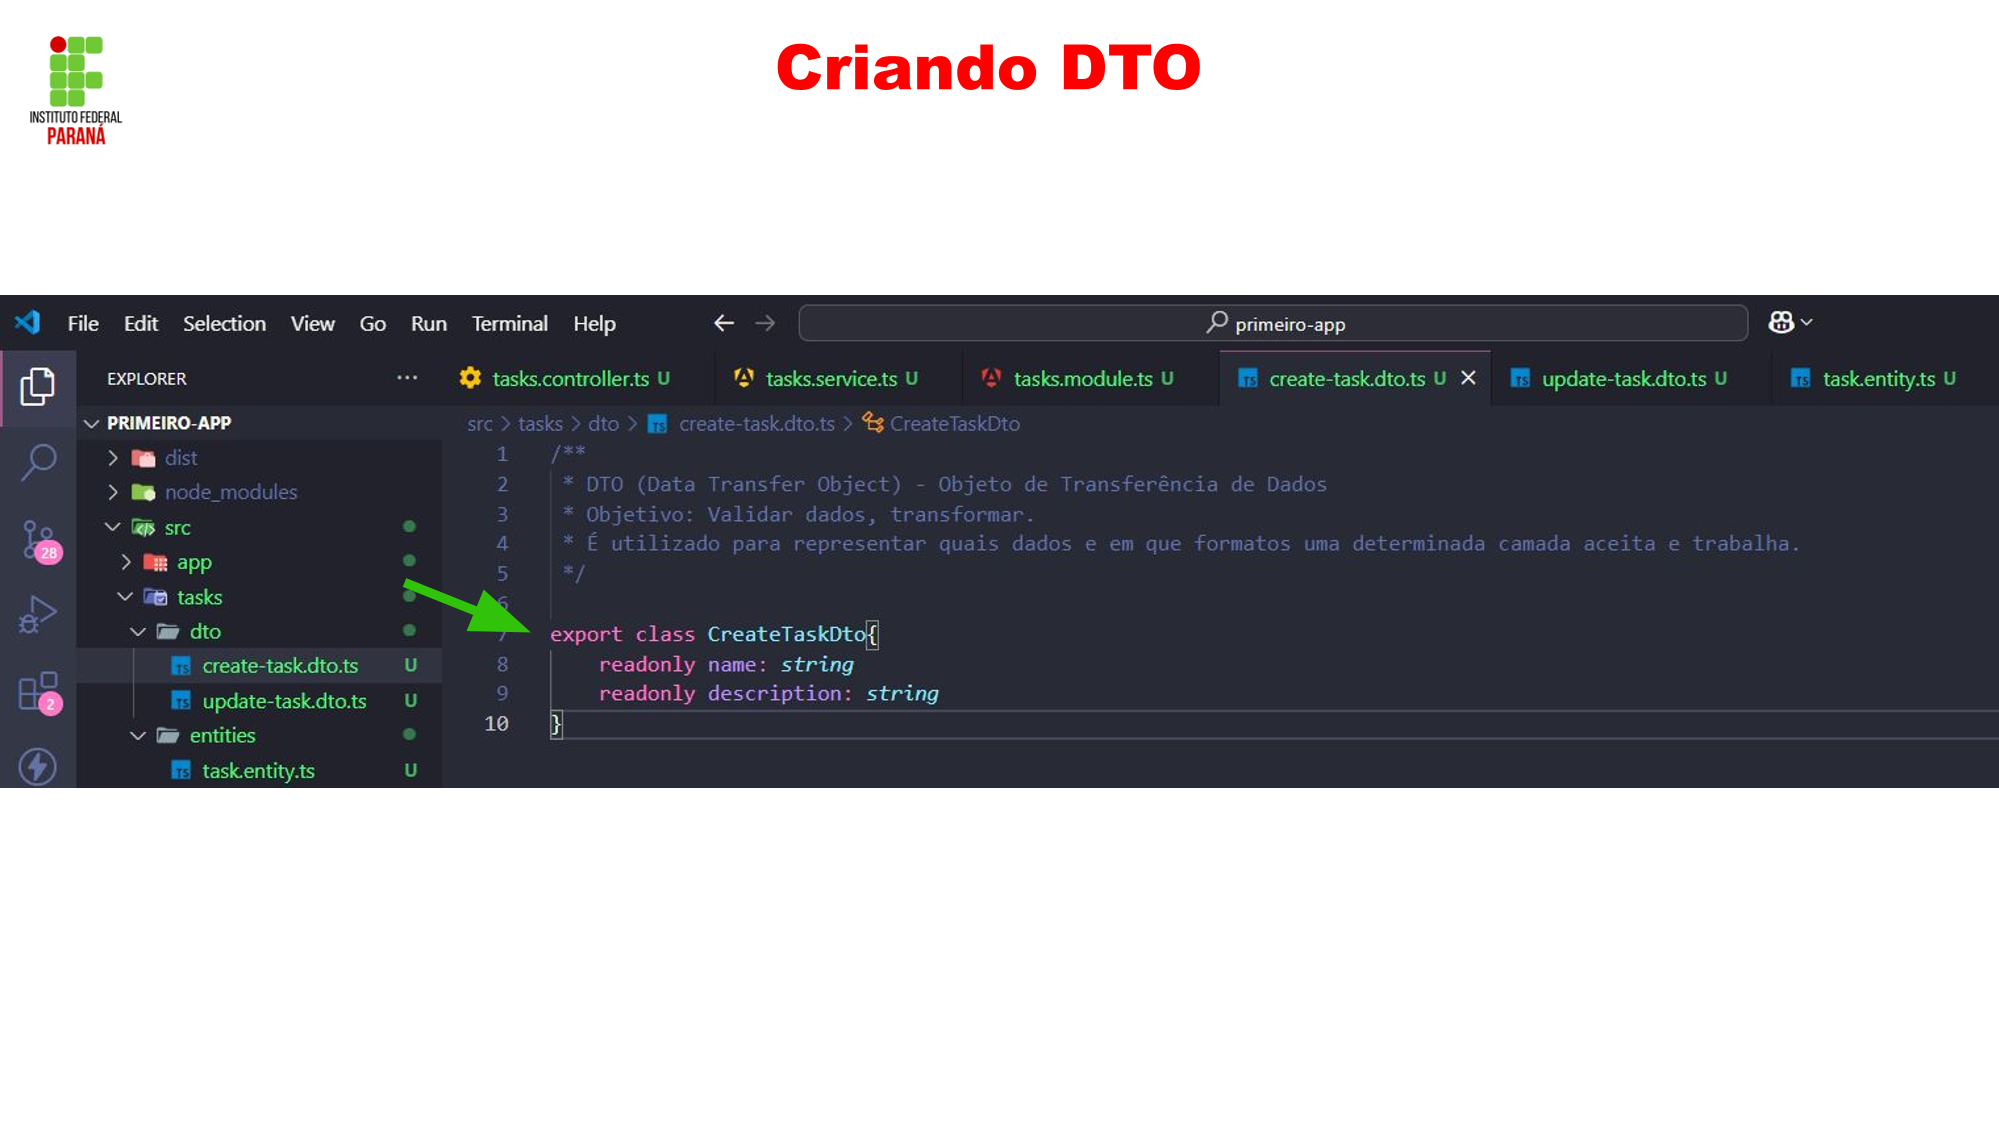 INSTITUTO FEDERAL
PARANÁ
Criando DTO
File Edit Selection View Go Run Terminal Help
primeiro-app
EXPLORER
tasks.controller.ts U
tasks.service.ts U
tasks.module.ts U
create-task.dto.ts U
update-task.dto.ts U
task.entity.ts U
PRIMEIRO-APP
dist
node_modules
src
app
tasks
dto
create-task.dto.ts U
update-task.dto.ts U
entities
task.entity.ts U
28
2
src > tasks > dto > TS create-task.dto.ts > CreateTaskDto
1 /**
2 * DTO (Data Transfer Object) - Objeto de Transferência de Dados
3 * Objetivo: Validar dados, transformar.
4 * É utilizado para representar quais dados e em que formatos uma determinada camada aceita e trabalha.
5 */
6
7 export class CreateTaskDto{
8 readonly name: string
9 readonly description: string
10 }